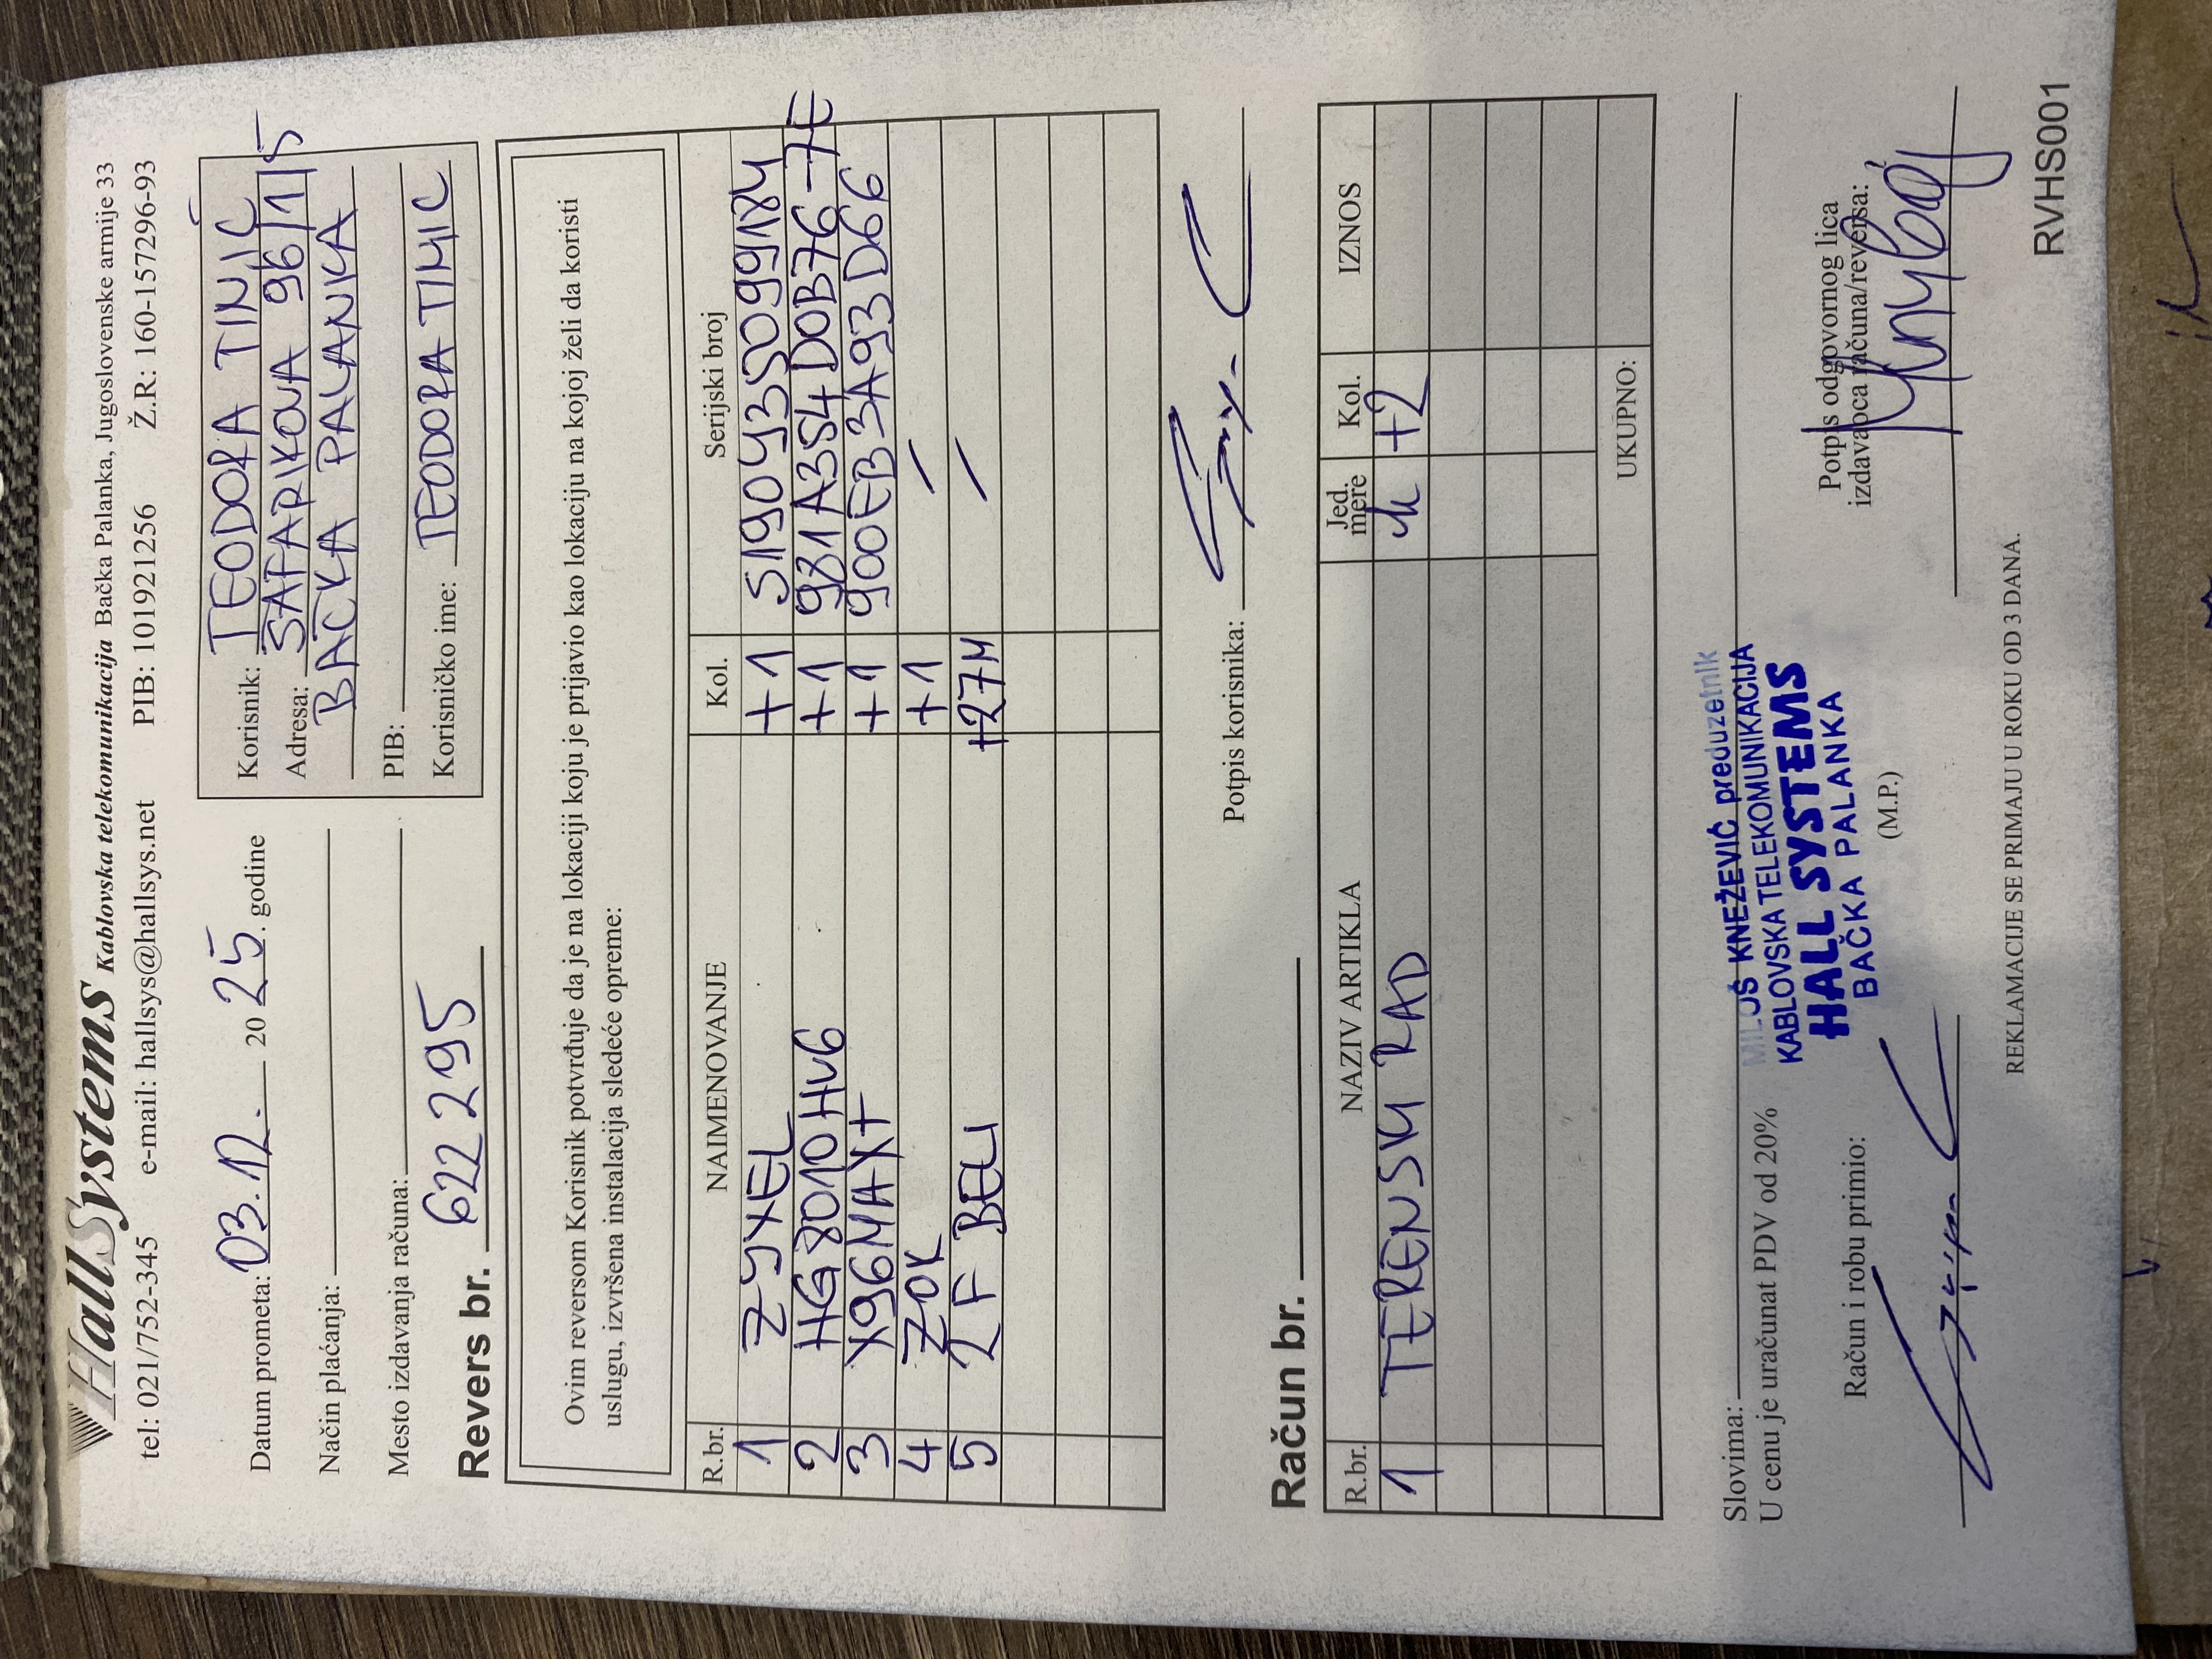 HallSystems Kablovska telekomunikacija Bačka Palanka, Jugoslovenske armije 33
tel: 021/752-345 e-mail: hallsys@hallsys.net PIB: 101921256 Ž.R: 160-157296-93
Datum prometa: 03.12. 2025. godine
Način plaćanja:
Mesto izdavanja računa:
Revers br. 622295
Korisnik: TEODORA TINIĆ
Adresa: SAFARIKOVA 96/1/5
BAČKA PALANKA
PIB:
Korisničko ime: TEODORA TINIC
Ovim reversom Korisnik potvrđuje da je na lokaciji koju je prijavio kao lokaciju na kojoj želi da koristi
uslugu, izvršena instalacija sledeće opreme:
R.br. NAIMENOVANJE Kol. Serijski broj
1 ZYXEL +1 S190Y35099184
2 HG8010Hv6 +1 981A354D0B76-7E
3 X96MAX+ +1 900EB3A93D66
4 ZOK +1 /
5 2F BELI +27M /
Potpis korisnika:
Račun br.
R.br. NAZIV ARTIKLA Jed. mere Kol. IZNOS
1 TERENSKI RAD h +2
UKUPNO:
Slovima:
U cenu je uračunat PDV od 20%
MILOŠ KNEŽEVIĆ preduzetnik
KABLOVSKA TELEKOMUNIKACIJA
HALL SYSTEMS
BAČKA PALANKA
Račun i robu primio:
(M.P.)
Potpis odgovornog lica
izdavaoca računa/reversa:
REKLAMACIJE SE PRIMAJU U ROKU OD 3 DANA.
RVHS001